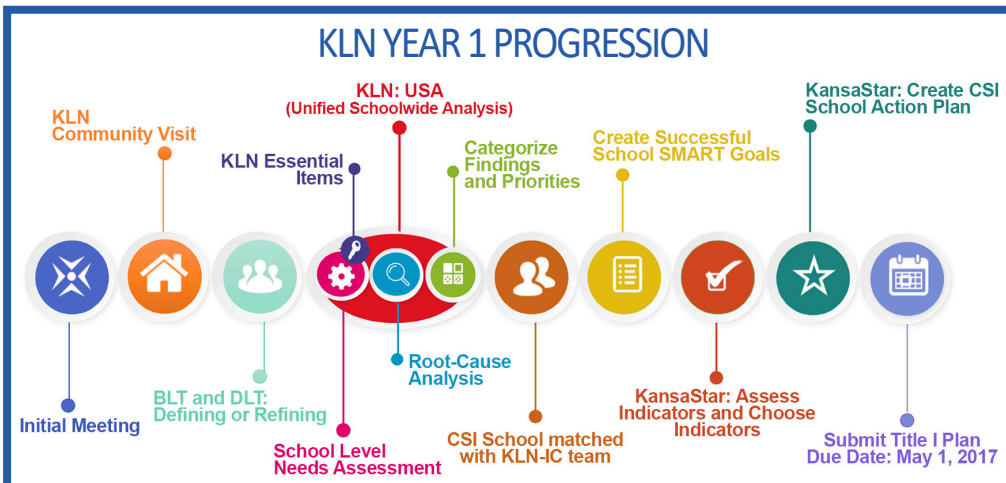 KLN YEAR 1 PROGRESSION
Initial Meeting
KLN
Community Visit
BLT and DLT:
Defining or Refining
KLN: USA
(Unified Schoolwide Analysis)
KLN Essential
Items
School Level
Needs Assessment
Root-Cause
Analysis
Categorize
Findings
and Priorities
CSI School matched
with KLN-IC team
Create Successful
School SMART Goals
KansaStar: Assess
Indicators and Choose
Indicators
KansaStar: Create CSI
School Action Plan
Submit Title I Plan
Due Date: May 1, 2017